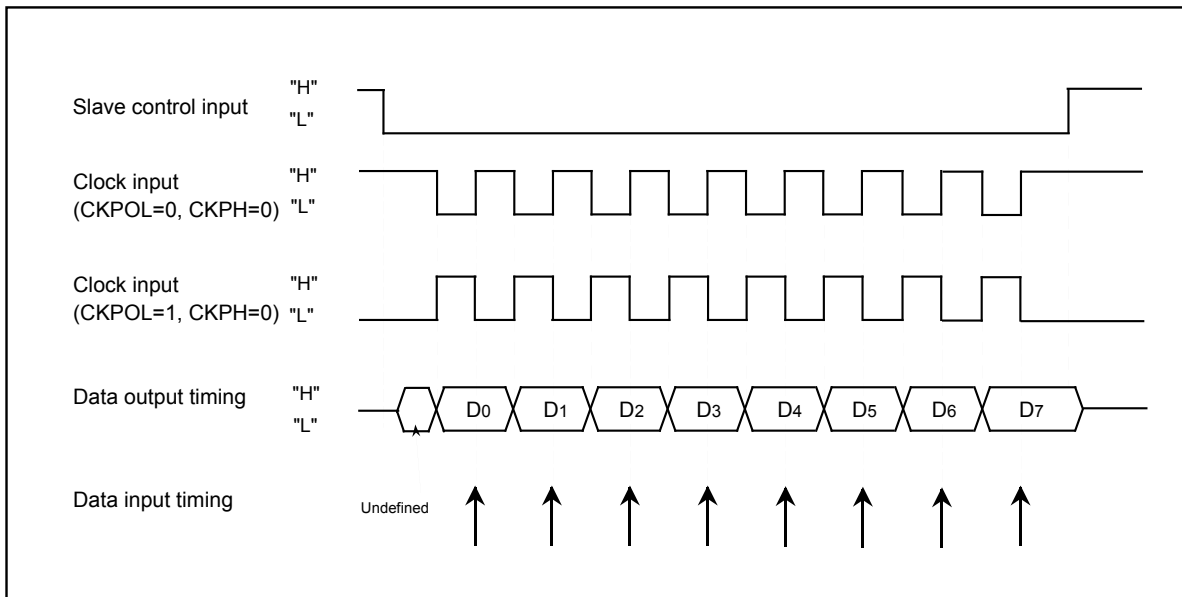 Slave control input
"H"
"L"
Clock input
(CKPOL=0, CKPH=0)
"H"
"L"
Clock input
(CKPOL=1, CKPH=0)
"H"
"L"
Data output timing
"H"
"L"
D0 D1 D2 D3 D4 D5 D6 D7
Data input timing
Undefined